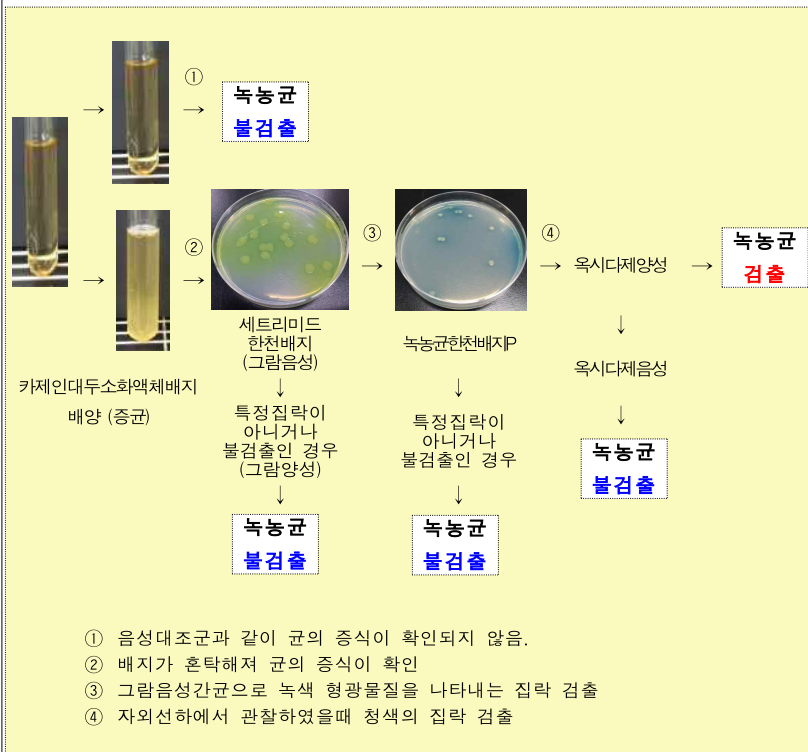 ①
녹농균
불검출
②
③
④
녹농균
검출
옥시다제양성
세트리미드
한천배지
(그람음성)
녹농균한천배지P
옥시다제음성
카제인대두소화액체배지
배양 (증균)
특정집락이
아니거나
불검출인 경우
(그람양성)
특정집락이
아니거나
불검출인 경우
녹농균
불검출
녹농균
불검출
녹농균
불검출
① 음성대조군과 같이 균의 증식이 확인되지 않음.
② 배지가 혼탁해져 균의 증식이 확인
③ 그람음성간균으로 녹색 형광물질을 나타내는 집락 검출
④ 자외선하에서 관찰하였을때 청색의 집락 검출